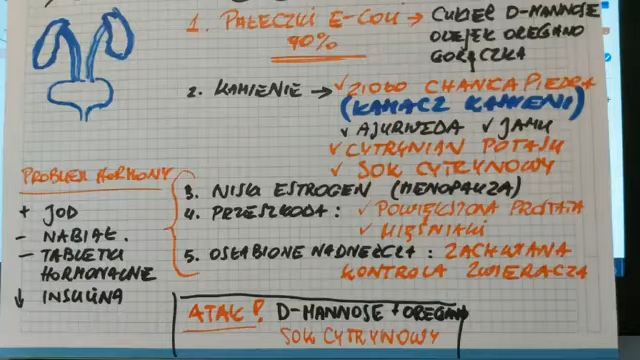 1. PAŁECZKI E-COLI → CUKIER D-MANNOSE
90% OLEJEK OREGANO
GORĄCZKA
2. KAMIENIE → ✓ ZIOŁO CHANCA PIEDRA
(ŁAMACZ KAMIENI)
✓ AJURWEDA ✓ JAMU
✓ CYTRYNIAN POTASU
✓ SOK CYTRYNOWY
PROBLEM HORMONY
+ JOD
- NABIAŁ.
- TABLETKI
HORMONALNE
↓ INSULINA
3. NISKI ESTROGEN (MENOPAUZA)
4. PRZESZKODA: ✓ POWIĘKSZONA PROSTATA
✓ MIĘŚNIAKI
5. OSŁABIONE NADNERCZA: ZACHWIANA
KONTROLA ZWIERACZA
ATAK ?. D-MANNOSE + OREGANO
SOK CYTRYNOWY